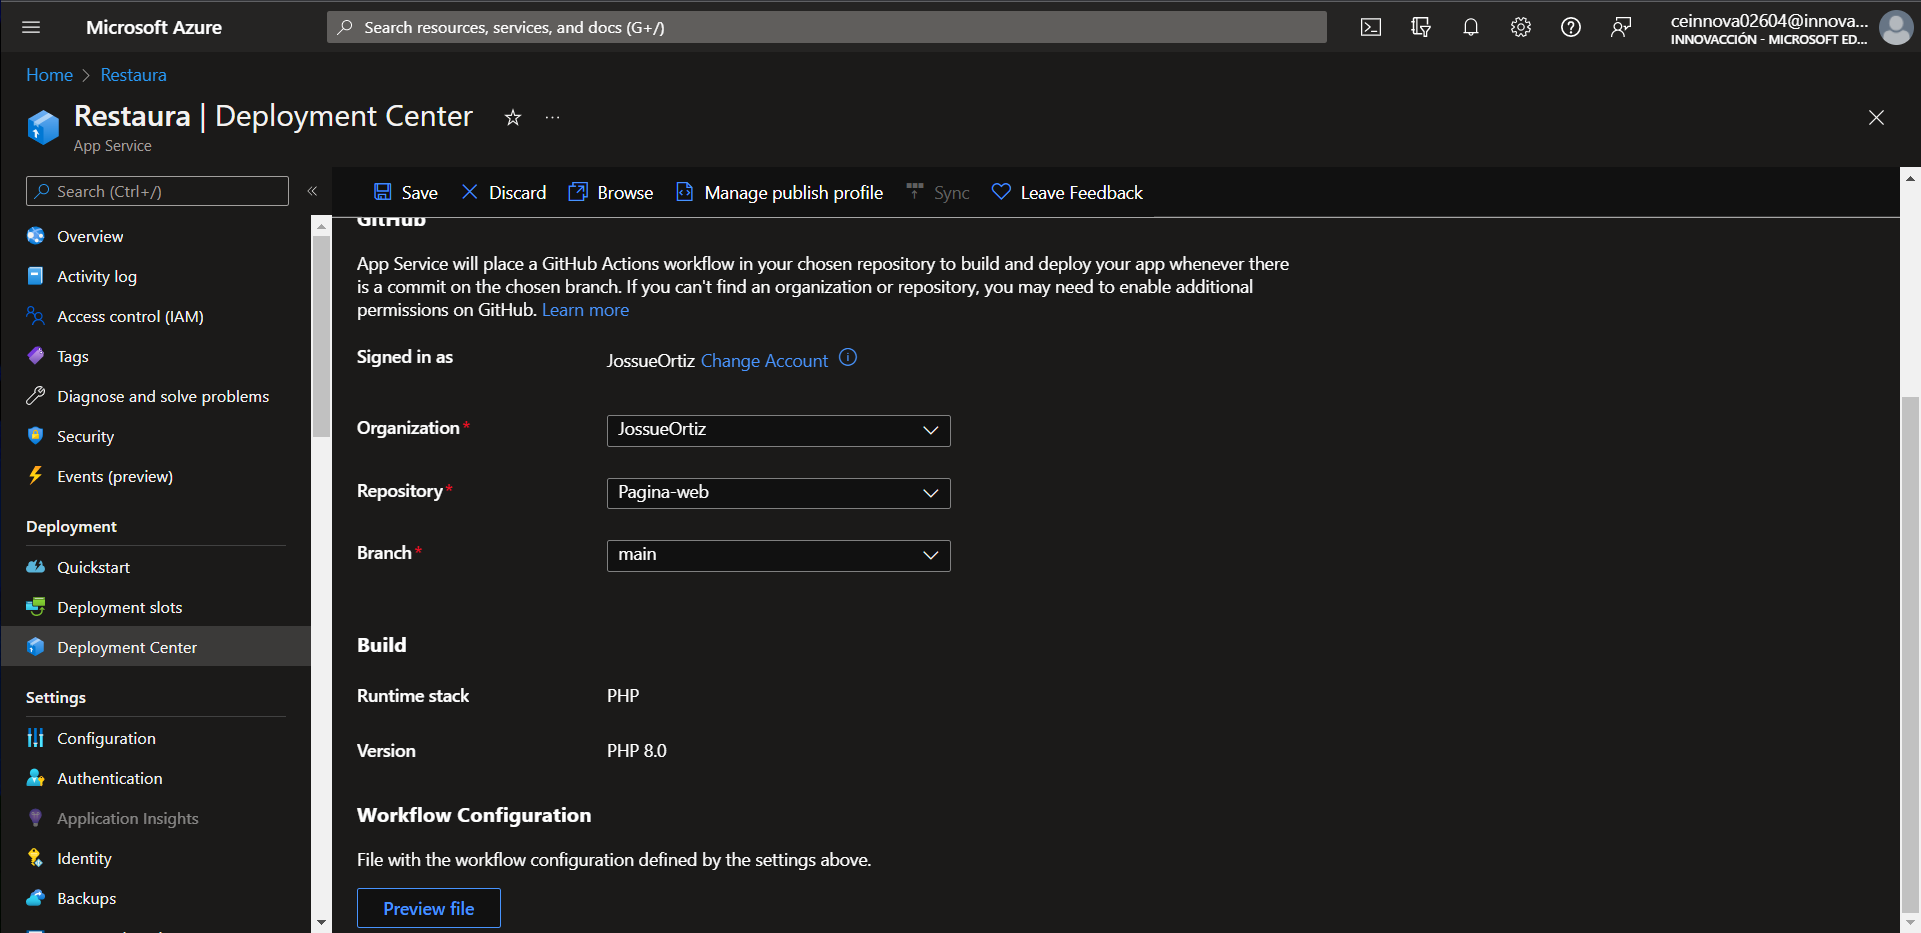 Microsoft Azure
Search resources, services, and docs (G+/)
ceinnova02604@innova...
INNOVACCIÓN - MICROSOFT ED...
Home > Restaura
Restaura | Deployment Center
App Service
Search (Ctrl+/)
Overview
Activity log
Access control (IAM)
Tags
Diagnose and solve problems
Security
Events (preview)
Deployment
Quickstart
Deployment slots
Deployment Center
Settings
Configuration
Authentication
Application Insights
Identity
Backups
Save
Discard
Browse
Manage publish profile
Sync
Leave Feedback
GitHub
App Service will place a GitHub Actions workflow in your chosen repository to build and deploy your app whenever there
is a commit on the chosen branch. If you can't find an organization or repository, you may need to enable additional
permissions on GitHub. Learn more
Signed in as
JossueOrtiz Change Account
Organization*
JossueOrtiz
Repository*
Pagina-web
Branch*
main
Build
Runtime stack
PHP
Version
PHP 8.0
Workflow Configuration
File with the workflow configuration defined by the settings above.
Preview file